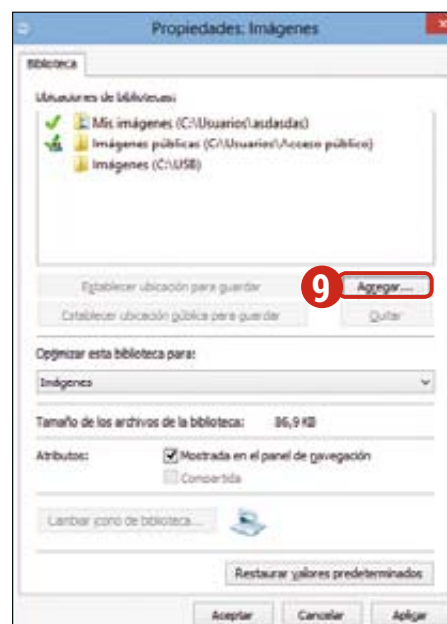 Propiedades: Imágenes
Biblioteca
Ubicaciones de bibliotecas:
Mis imágenes (C:\Usuarios\asdasdas)
Imágenes públicas (C:\Usuarios\Acceso público)
Imágenes (C:\USB)
Establecer ubicación para guardar
9
Agregar...
Establecer ubicación pública para guardar
Quitar
Optimizar esta biblioteca para:
Imágenes
Tamaño de los archivos de la biblioteca: 86,9 KB
Atributos:
Mostrada en el panel de navegación
Compartida
Cambiar icono de biblioteca...
Restaurar valores predeterminados
Aceptar Cancelar Aplicar